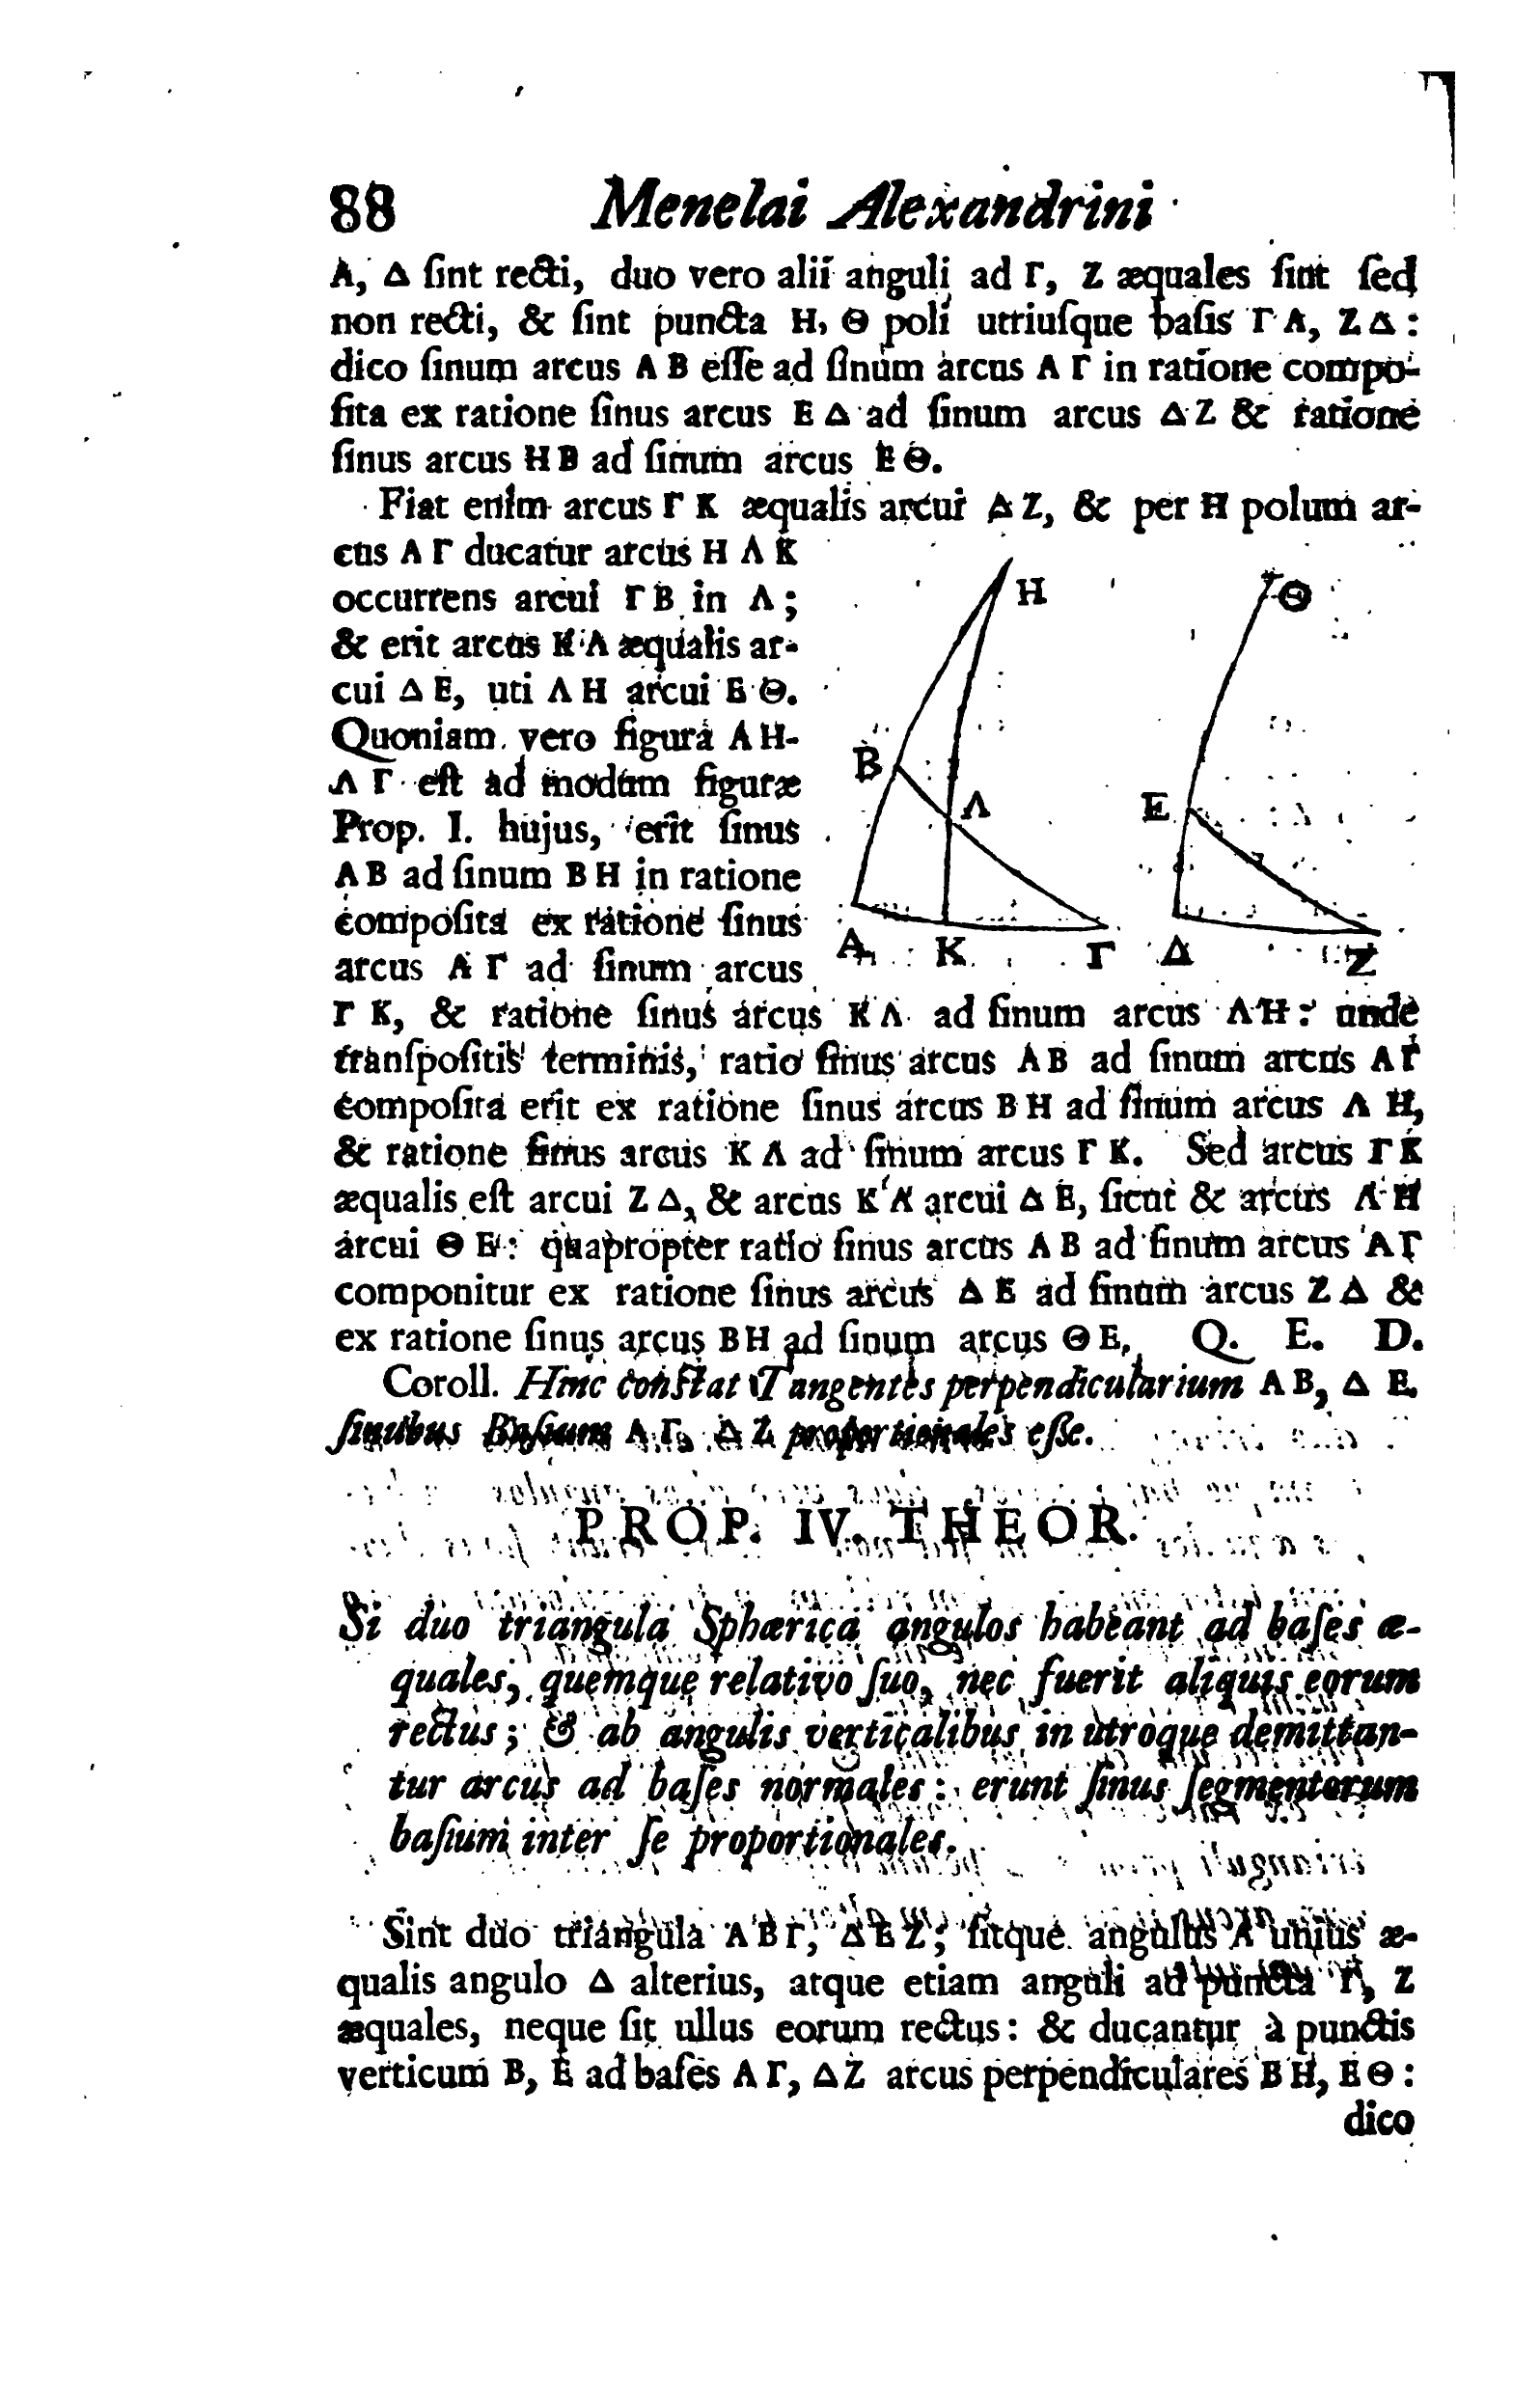 88 Menelai Alexandrini
Α, Δ ſint recti, duo vero alii anguli ad Γ, Ζ æquales ſint ſed
non recti, & ſint puncta Η, Θ poli utriuſque baſis Γ Α, Ζ Δ :
dico ſinum arcus Α Β eſſe ad ſinum arcus Α Γ in ratione compo-
ſita ex ratione ſinus arcus Ε Δ ad ſinum arcus Δ Ζ & ratione
ſinus arcus Η Β ad ſinum arcus Ε Θ.
Fiat enim arcus Γ Κ æqualis arcui Δ Ζ, & per Η polum ar-
cus Α Γ ducatur arcus Η Λ Κ
occurrens arcui Γ Β in Λ ;
& erit arcus Κ Λ æqualis ar-
cui Δ Ε, uti Λ Η arcui Ε Θ.
Quoniam vero figura Α Η-
Λ Γ eſt ad modum figuræ
Prop. I. hujus, erit ſinus
Α Β ad ſinum Β Η in ratione
compoſita ex ratione ſinus
arcus Α Γ ad ſinum arcus
Γ Κ, & ratione ſinus arcus Κ Λ ad ſinum arcus Λ Η : unde
tranſpoſitis terminis, ratio ſinus arcus Α Β ad ſinum arcus Α Γ
compoſita erit ex ratione ſinus arcus Β Η ad ſinum arcus Λ Η,
& ratione ſinus arcus Κ Λ ad ſinum arcus Γ Κ. Sed arcus Γ Κ
æqualis eſt arcui Ζ Δ, & arcus Κ Λ arcui Δ Ε, ſicut & arcus Λ Η
arcui Θ Ε : quapropter ratio ſinus arcus Α Β ad ſinum arcus Α Γ
componitur ex ratione ſinus arcus Δ Ε ad ſinum arcus Ζ Δ &
ex ratione ſinus arcus Β Η ad ſinum arcus Θ Ε, Q. E. D.
Coroll. Hinc conſtat Tangentes perpendicularium Α Β, Δ Ε
ſinubus Baſium Α Γ, Δ Ζ proportionales eſſe.
Η Θ
Β Λ Ε
Α Κ Γ Δ Ζ
PROP. IV. THEOR.
Si duo triangula Sphærica angulos habeant ad baſes æ-
quales, quemque relativo ſuo, nec fuerit aliquis eorum
rectus ; & ab angulis verticalibus in utroque demittan-
tur arcus ad baſes normales : erunt ſinus ſegmentorum
baſium inter ſe proportionales.
Sint duo triangula Α Β Γ, Δ Ε Ζ ; ſitque angulus Α unius æ-
qualis angulo Δ alterius, atque etiam anguli ad puncta Γ, Ζ
æquales, neque ſit ullus eorum rectus : & ducantur à punctis
verticum Β, Ε ad baſes Α Γ, Δ Ζ arcus perpendiculares Β Η, Ε Θ :
dico